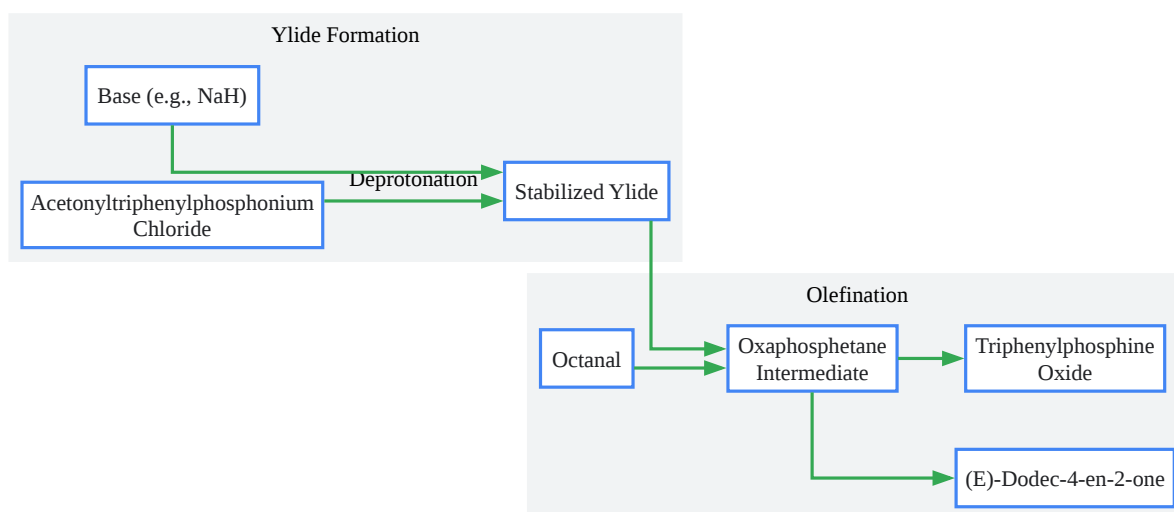 Ylide Formation
Base (e.g., NaH)
Deprotonation
Acetonyltriphenylphosphonium
Chloride
Stabilized Ylide
Olefination
Octanal
Oxaphosphetane
Intermediate
Triphenylphosphine
Oxide
(E)-Dodec-4-en-2-one